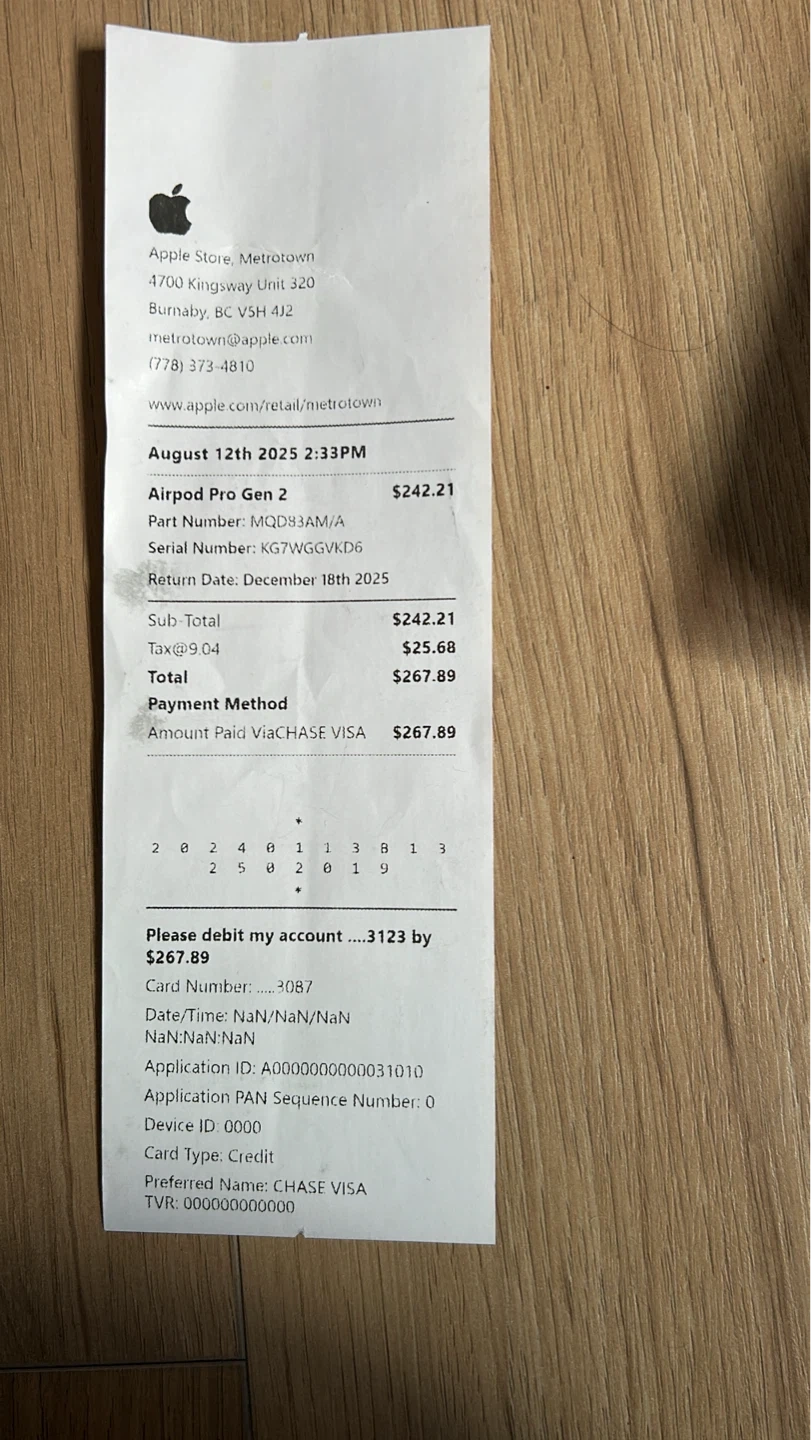 Apple Store, Metrotown
4700 Kingsway Unit 320
Burnaby, BC V5H 4J2
metrotown@apple.com
(778) 373-4810
www.apple.com/retail/metrotown
August 12th 2025 2:33PM
Airpod Pro Gen 2 $242.21
Part Number: MQD83AM/A
Serial Number: KG7WGGVKD6
Return Date: December 18th 2025
Sub-Total $242.21
Tax@9.04 $25.68
Total $267.89
Payment Method
Amount Paid ViaCHASE VISA $267.89
*
2 0 2 4 0 1 1 3 8 1 3
2 5 0 2 0 1 9
*
Please debit my account ....3123 by
$267.89
Card Number: .....3087
Date/Time: NaN/NaN/NaN
NaN:NaN:NaN
Application ID: A0000000000031010
Application PAN Sequence Number: 0
Device ID: 0000
Card Type: Credit
Preferred Name: CHASE VISA
TVR: 000000000000